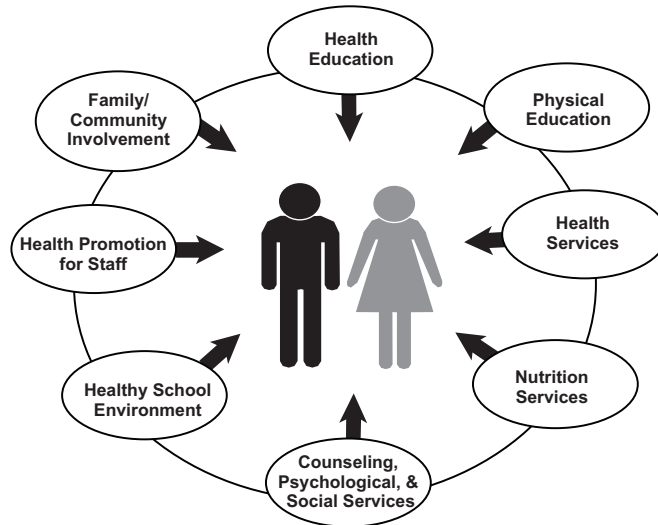 Health
Education
Physical
Education
Health
Services
Nutrition
Services
Counseling,
Psychological, &
Social Services
Healthy School
Environment
Health Promotion
for Staff
Family/
Community
Involvement